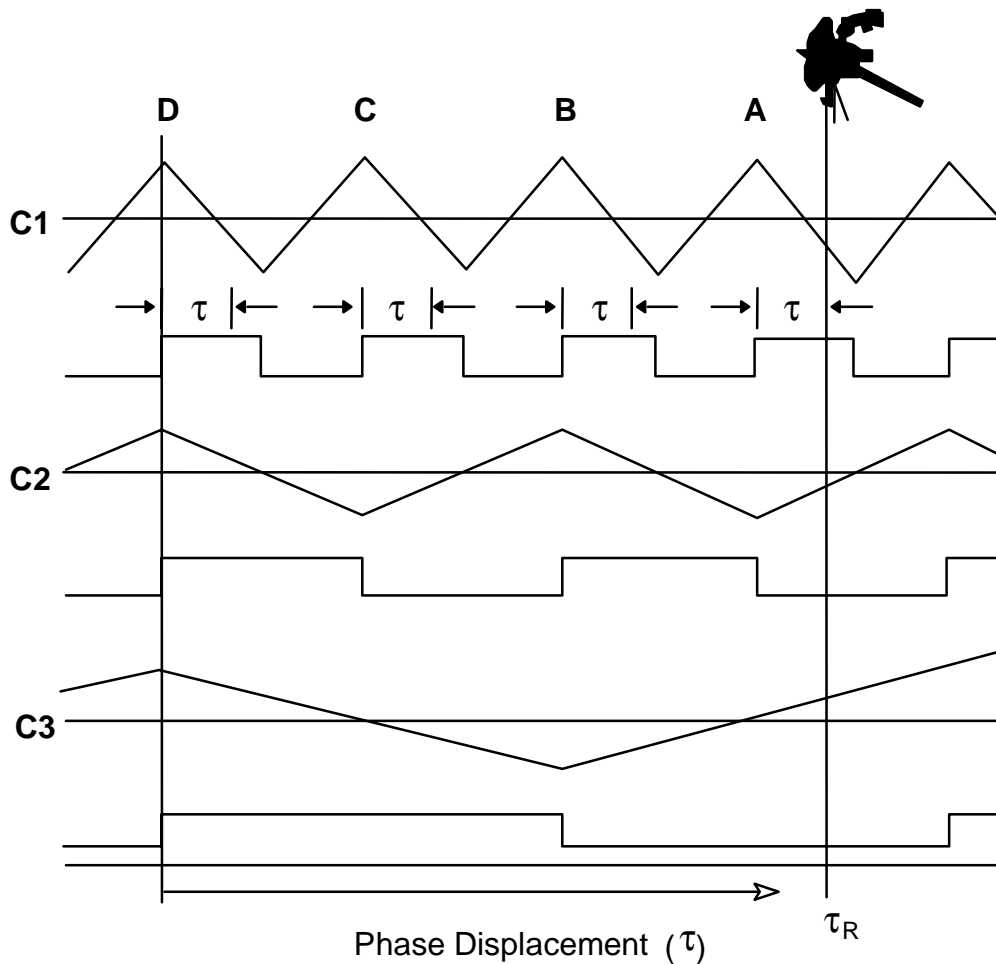 D C B A
C1
τ τ τ τ
C2
C3
τR
Phase Displacement (τ)